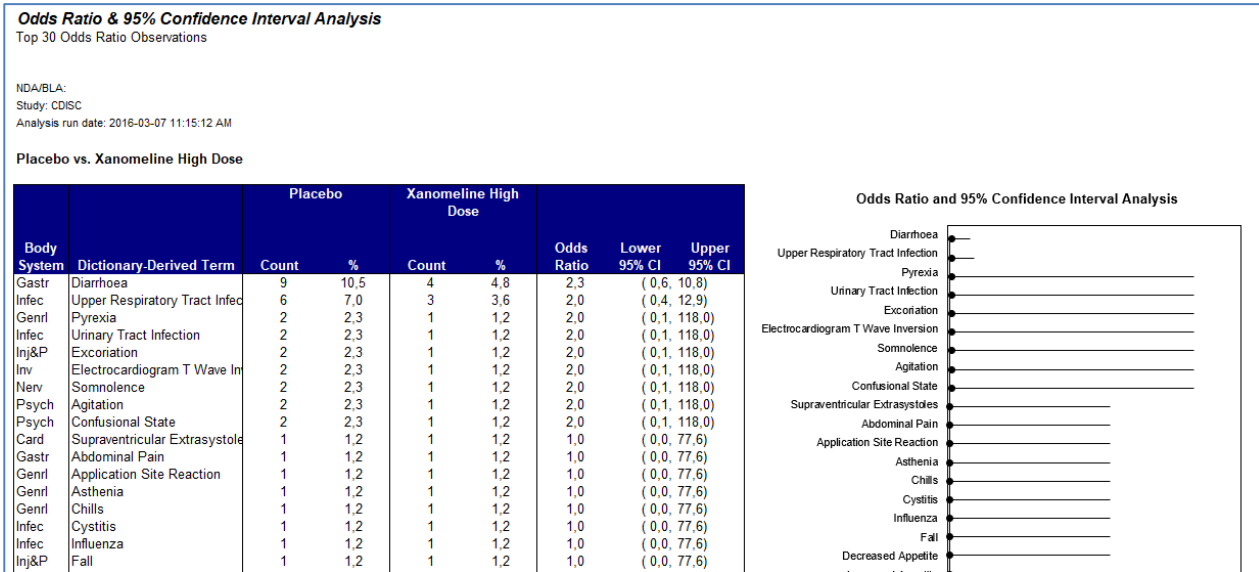 Odds Ratio & 95% Confidence Interval Analysis
Top 30 Odds Ratio Observations
NDA/BLA:
Study: CDISC
Analysis run date: 2016-03-07 11:15:12 AM
Placebo vs. Xanomeline High Dose
Placebo Xanomeline High
Dose
Body Odds Lower Upper
System Dictionary-Derived Term Count % Count % Ratio 95% CI 95% CI
Gastr Diarrhoea 9 10,5 4 4,8 2,3 ( 0,6, 10,8)
Infec Upper Respiratory Tract Infec 6 7,0 3 3,6 2,0 ( 0,4, 12,9)
Genrl Pyrexia 2 2,3 1 1,2 2,0 ( 0,1, 118,0)
Infec Urinary Tract Infection 2 2,3 1 1,2 2,0 ( 0,1, 118,0)
Inj&P Excoriation 2 2,3 1 1,2 2,0 ( 0,1, 118,0)
Inv Electrocardiogram T Wave In 2 2,3 1 1,2 2,0 ( 0,1, 118,0)
Nerv Somnolence 2 2,3 1 1,2 2,0 ( 0,1, 118,0)
Psych Agitation 2 2,3 1 1,2 2,0 ( 0,1, 118,0)
Psych Confusional State 2 2,3 1 1,2 2,0 ( 0,1, 118,0)
Card Supraventricular Extrasystole 1 1,2 1 1,2 1,0 ( 0,0, 77,6)
Gastr Abdominal Pain 1 1,2 1 1,2 1,0 ( 0,0, 77,6)
Genrl Application Site Reaction 1 1,2 1 1,2 1,0 ( 0,0, 77,6)
Genrl Asthenia 1 1,2 1 1,2 1,0 ( 0,0, 77,6)
Genrl Chills 1 1,2 1 1,2 1,0 ( 0,0, 77,6)
Infec Cystitis 1 1,2 1 1,2 1,0 ( 0,0, 77,6)
Infec Influenza 1 1,2 1 1,2 1,0 ( 0,0, 77,6)
Inj&P Fall 1 1,2 1 1,2 1,0 ( 0,0, 77,6)
Odds Ratio and 95% Confidence Interval Analysis
Diarrhoea
Upper Respiratory Tract Infection
Pyrexia
Urinary Tract Infection
Excoriation
Electrocardiogram T Wave Inversion
Somnolence
Agitation
Confusional State
Supraventricular Extrasystoles
Abdominal Pain
Application Site Reaction
Asthenia
Chills
Cystitis
Influenza
Fall
Decreased Appetite